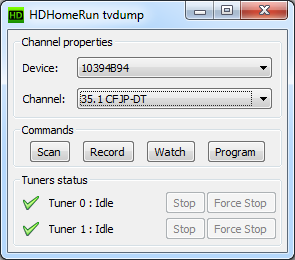 HD HDHomeRun tvdump
Channel properties
Device: 10394B94
Channel: 35.1 CFJP-DT
Commands
Scan Record Watch Program
Tuners status
Tuner 0 : Idle Stop Force Stop
Tuner 1 : Idle Stop Force Stop